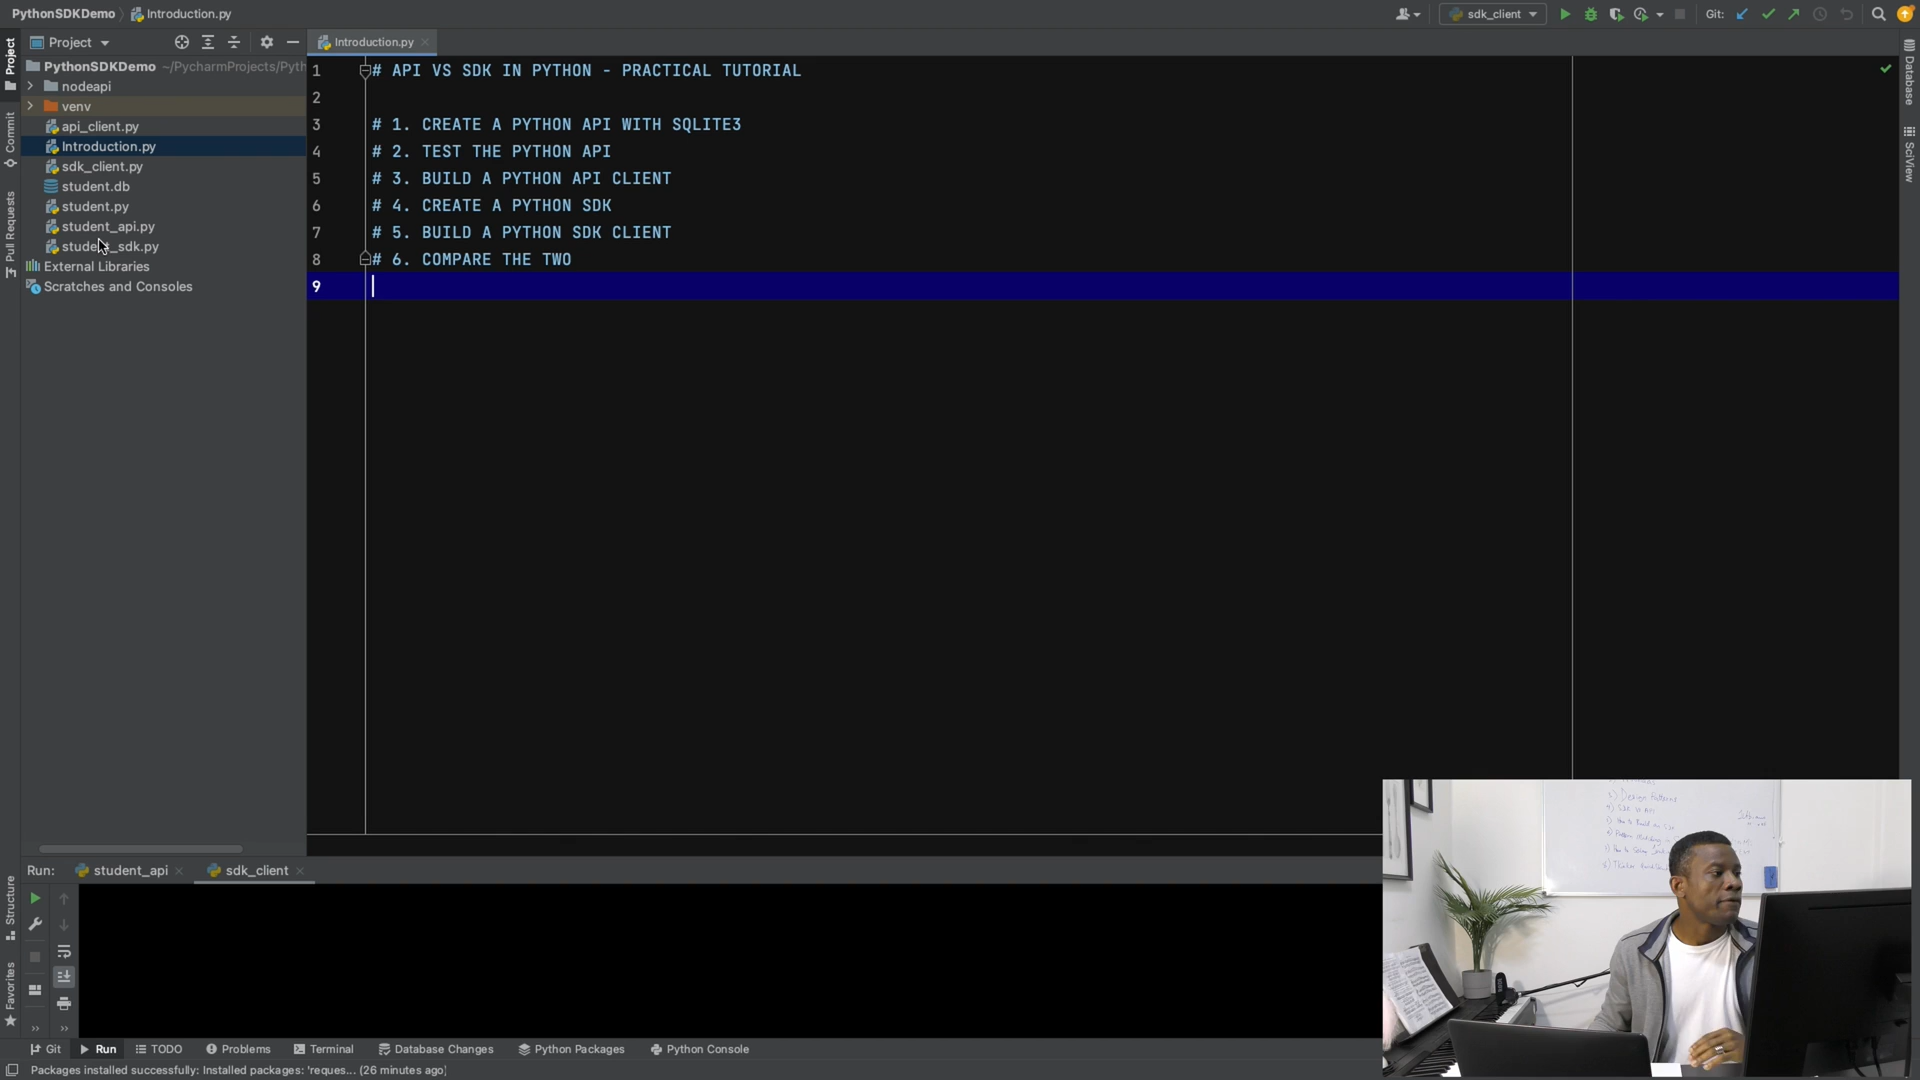 PythonSDKDemo
Introduction.py
sdk_client
Git:
Project
Introduction.py
PythonSDKDemo ~/PycharmProjects/Pyth
nodeapi
venv
api_client.py
Introduction.py
sdk_client.py
student.db
student.py
student_api.py
student_sdk.py
External Libraries
Scratches and Consoles
1 # API VS SDK IN PYTHON - PRACTICAL TUTORIAL
2
3 # 1. CREATE A PYTHON API WITH SQLITE3
4 # 2. TEST THE PYTHON API
5 # 3. BUILD A PYTHON API CLIENT
6 # 4. CREATE A PYTHON SDK
7 # 5. BUILD A PYTHON SDK CLIENT
8 # 6. COMPARE THE TWO
9
Project
Commit
Pull Requests
Structure
Favorites
Database
SciView
Run:
student_api
sdk_client
Design Patterns
Git
Run
TODO
Problems
Terminal
Database Changes
Python Packages
Python Console
Packages installed successfully: Installed packages: 'reques... (26 minutes ago)